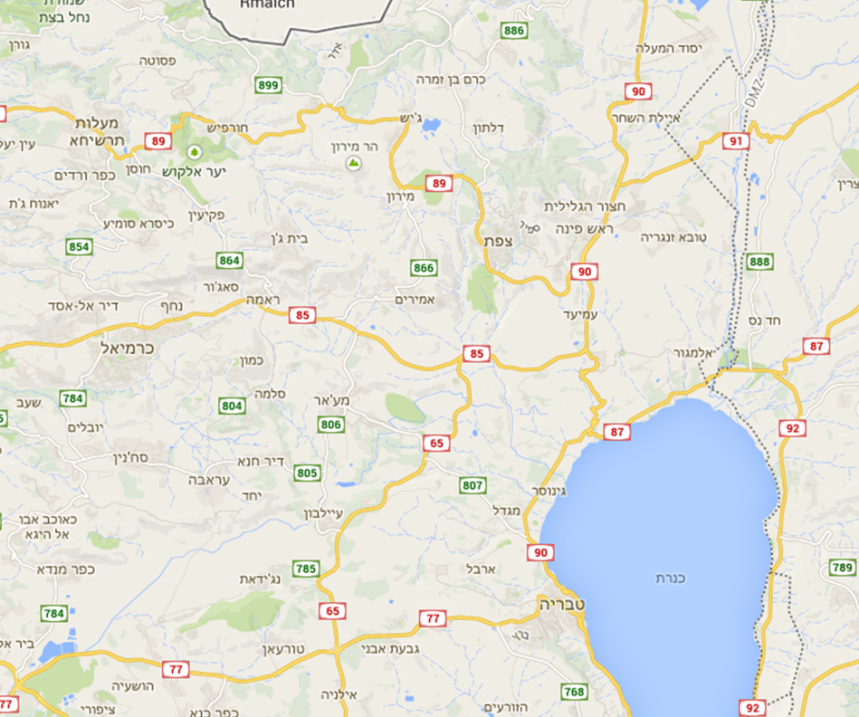 Rmaich
נחל בצת
886
יסוד המעלה
גורן
פסוטה
899
אדיר
כרם בן זמרה
90
DMZ
מעלות
תרשיחא
חורפיש
ג'יש
דלתון
איילת השחר
89
הר מירון
91
חוסן
יער אלקוש
כפר ורדים
89
מירון
יאנוח ג'ת
פקיעין
כיסרא סומיע
חצור הגלילית
ראש פינה
צפת
טובא זנגריה
854
בית ג'ן
864
866
90
888
סאג'ור
דיר אל-אסד
נחף
ראמה
אמירים
85
עמיעד
חד נס
כרמיאל
87
85
אלמגור
כמון
784
סלמה
מע'אר
שעב
804
806
יובלים
87
92
65
סח'נין
דיר חנא
805
עראבה
807
יחד
גינוסר
כאוכב אבו
אל היגא
עיילבון
מגדל
90
כפר מנדא
785
נג'ידאת
ארבל
789
כנרת
784
65
טבריה
77
ביר אל
טורעאן
גבעת אבני
77
הושעיה
77
אילניה
768
92
ציפורי
כפר כנא
הזורעים